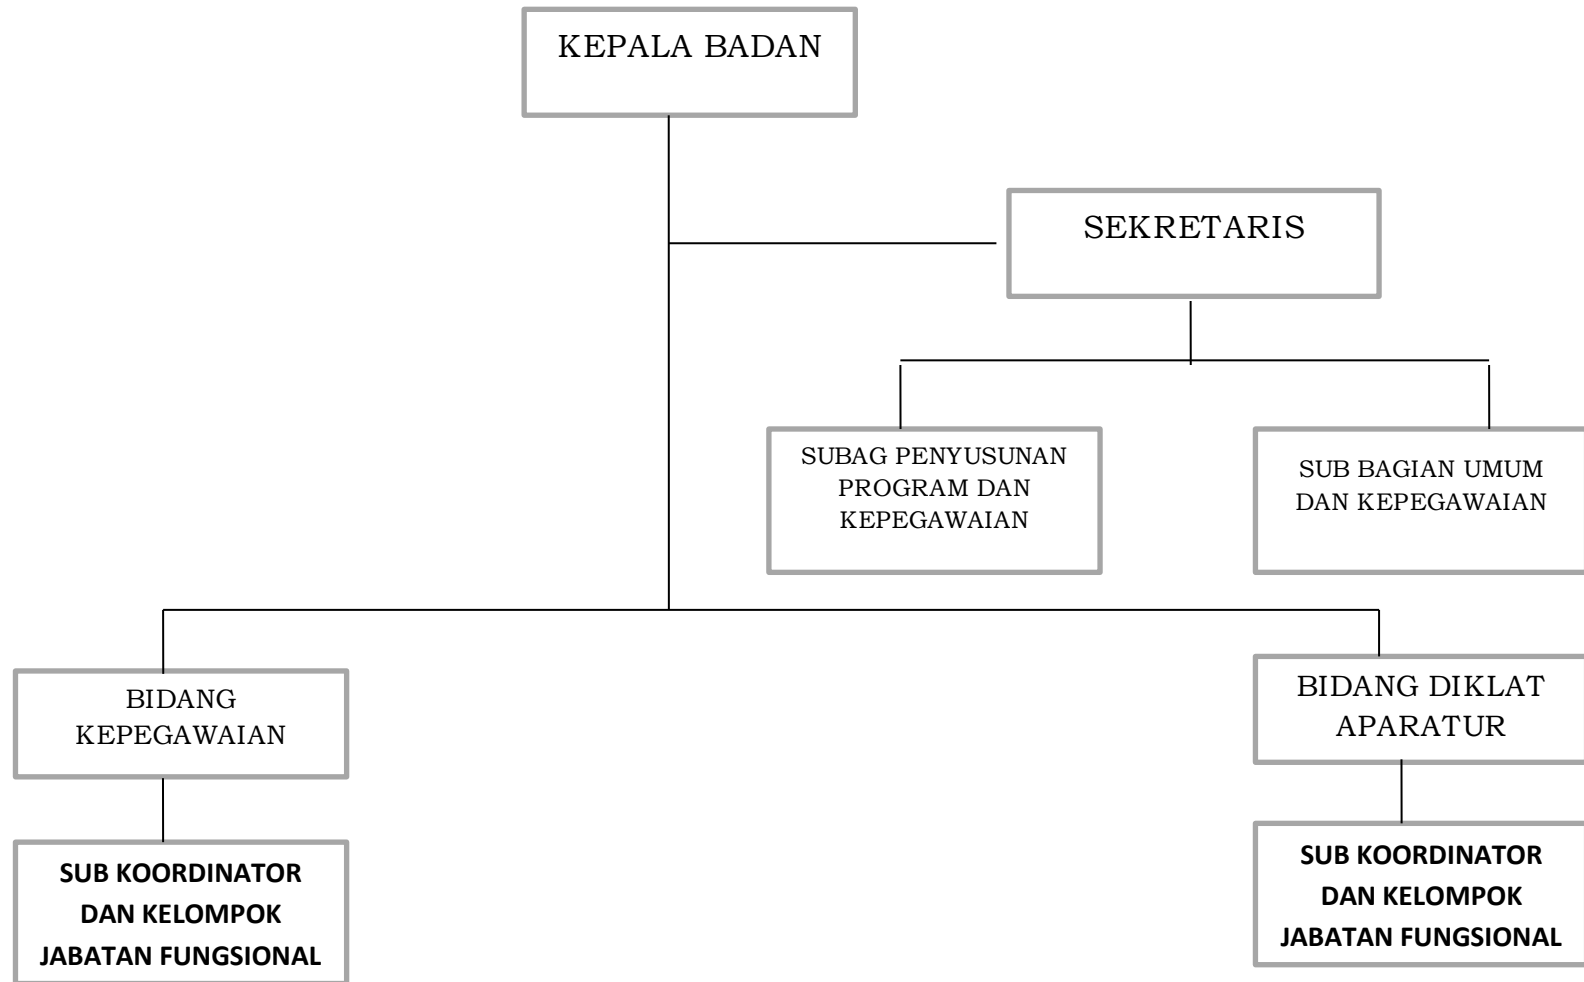 KEPALA BADAN
SEKRETARIS
SUBAG PENYUSUNAN
PROGRAM DAN
KEPEGAWAIAN
SUB BAGIAN UMUM
DAN KEPEGAWAIAN
BIDANG
KEPEGAWAIAN
BIDANG DIKLAT
APARATUR
SUB KOORDINATOR
DAN KELOMPOK
JABATAN FUNGSIONAL
SUB KOORDINATOR
DAN KELOMPOK
JABATAN FUNGSIONAL